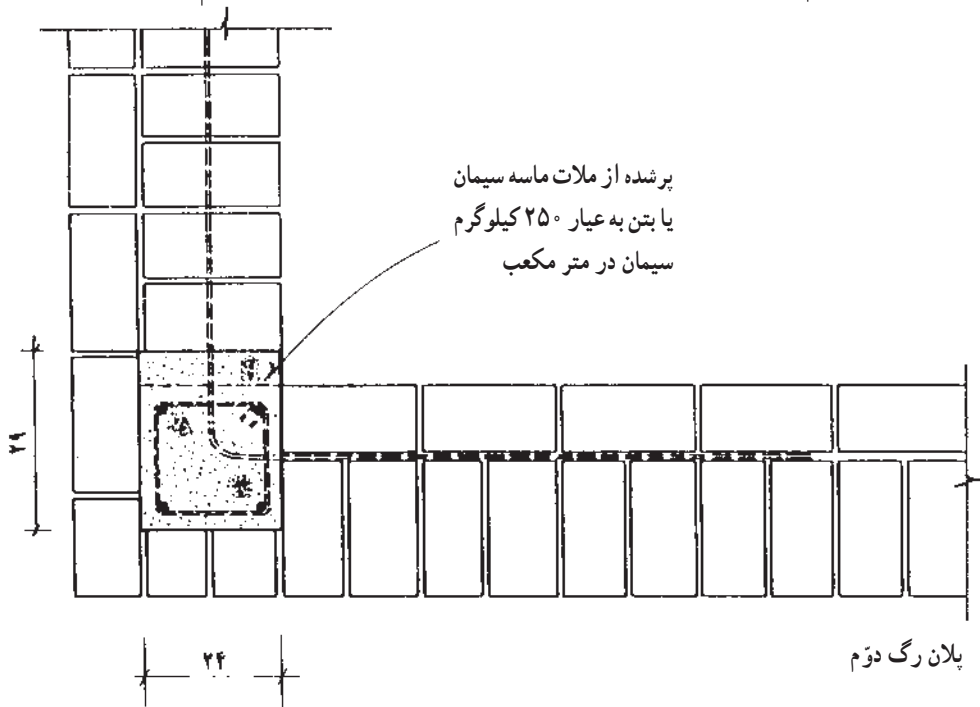 پرشده از ملات ماسه سیمان
یا بتن به عیار ۲۵۰ کیلوگرم
سیمان در متر مکعب
۲۹
۲۴
پلان رگ دوّم